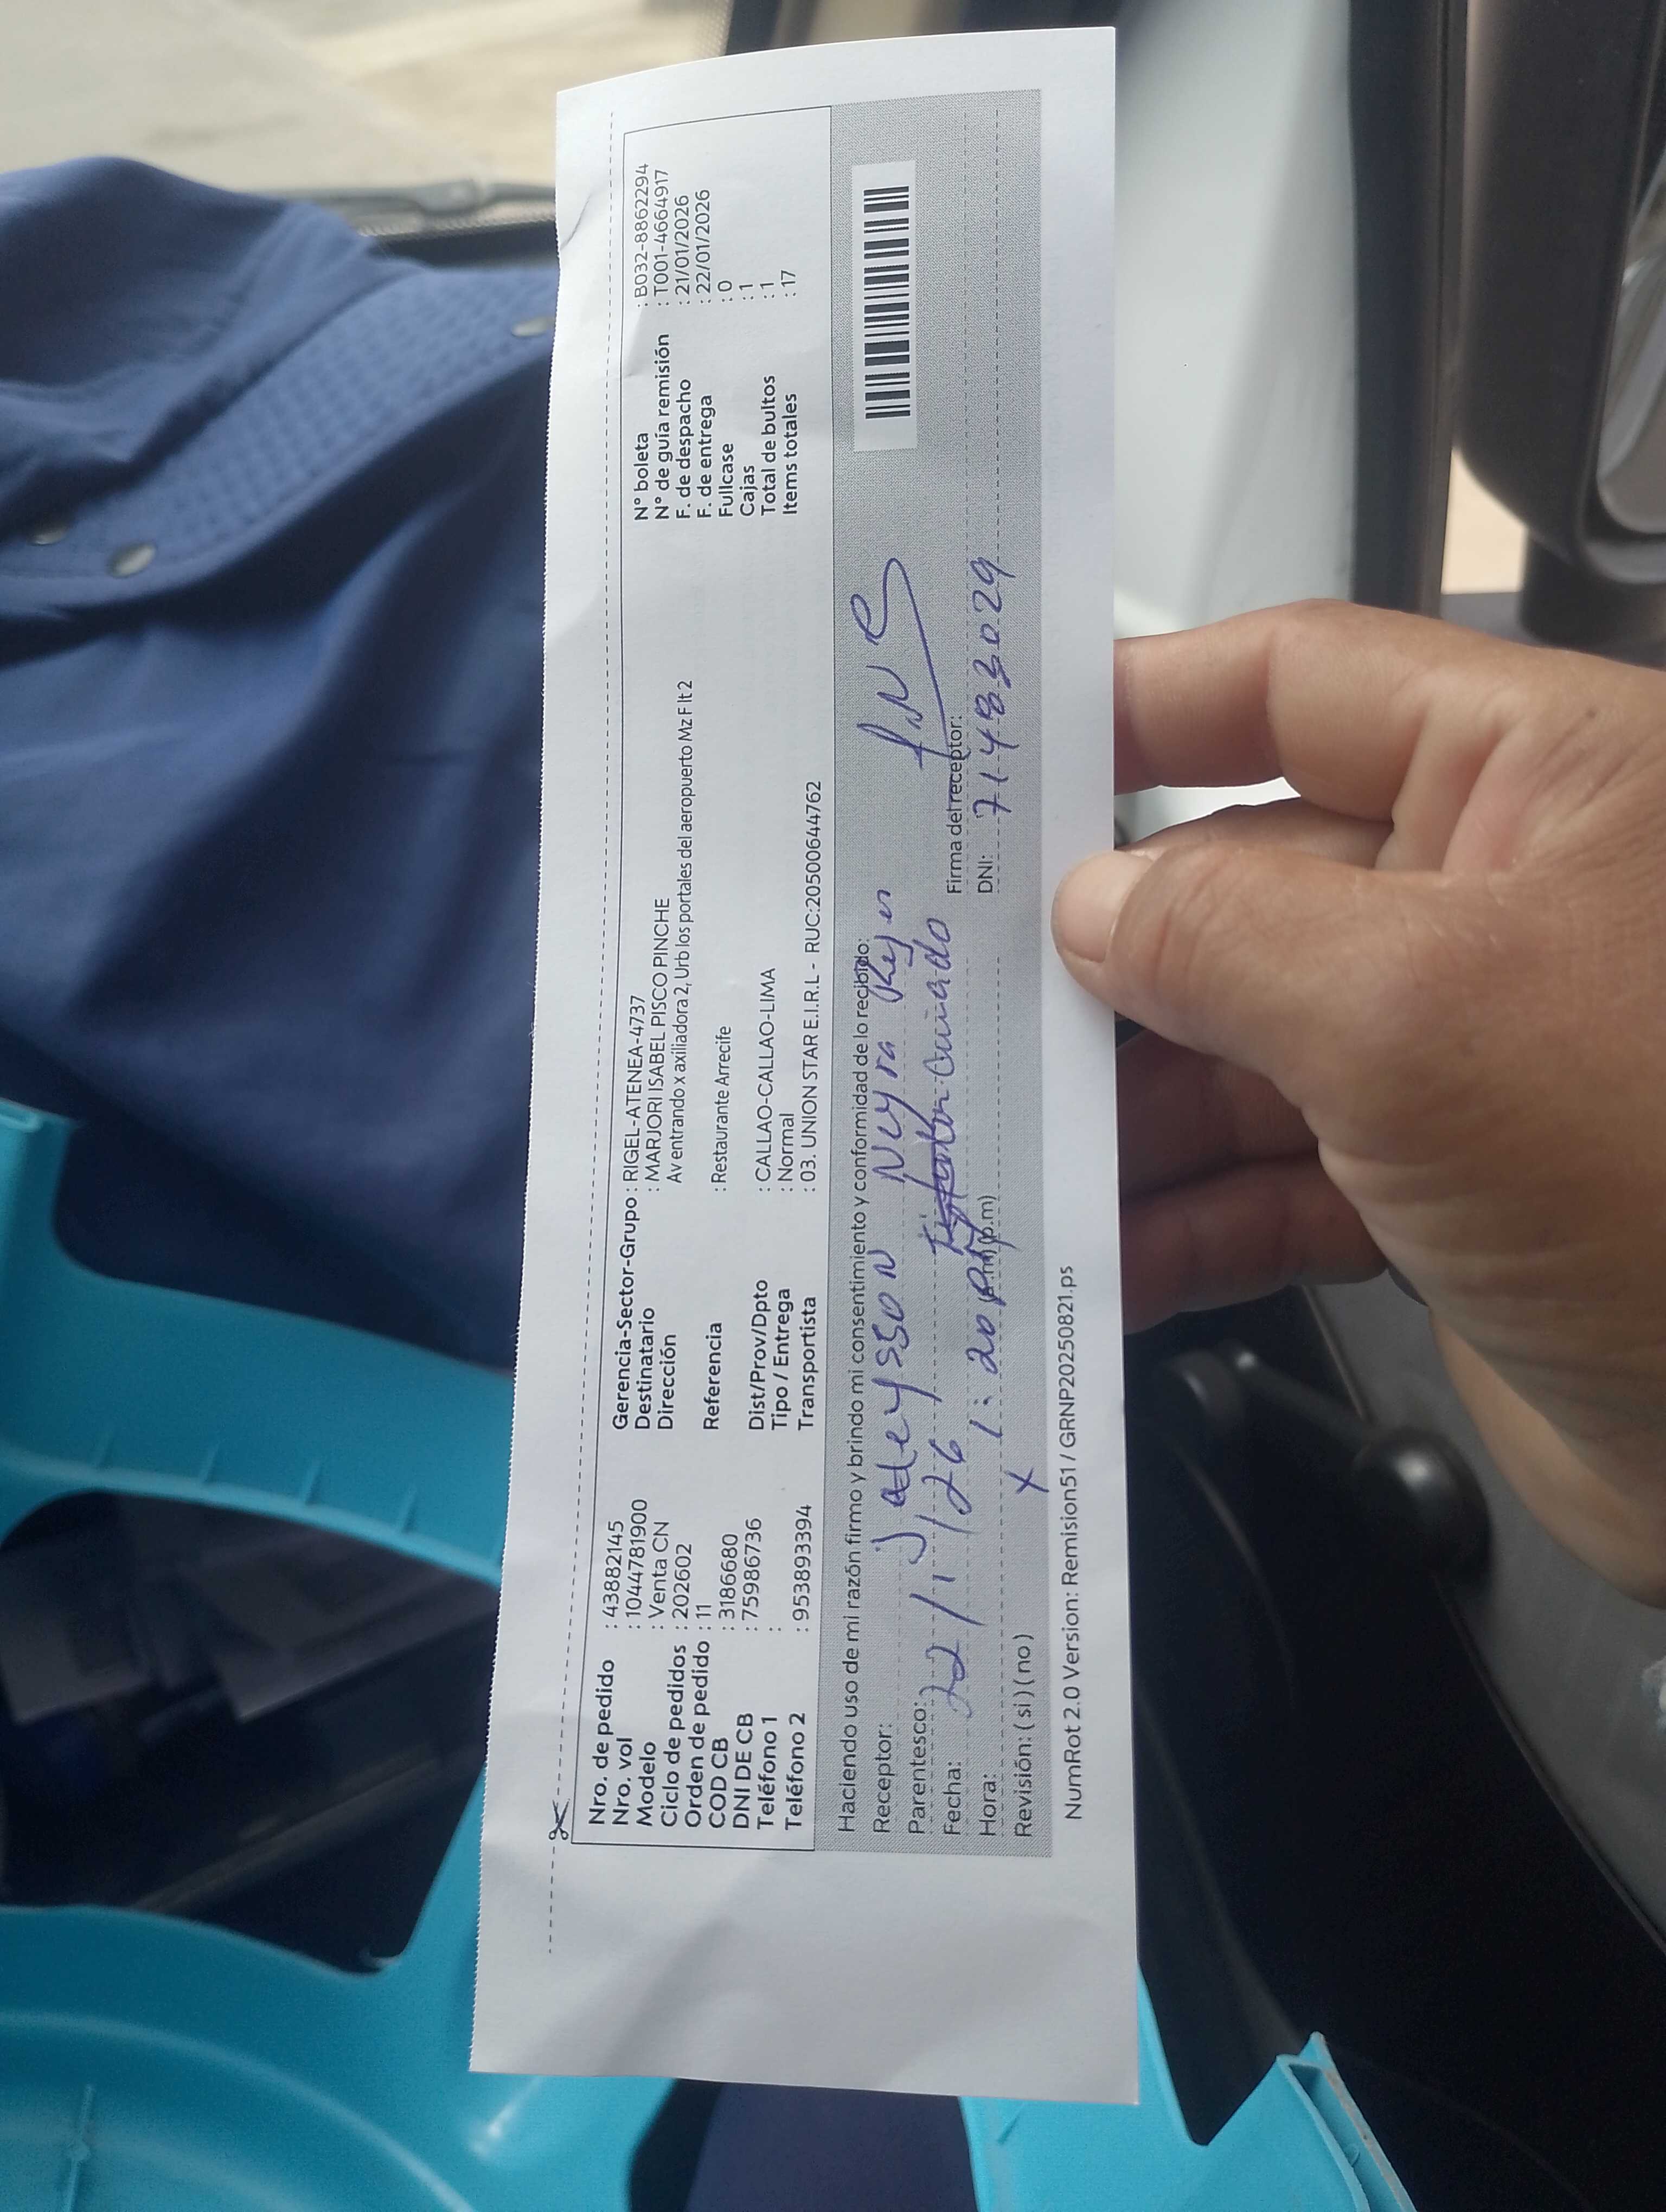 Nro. de pedido : 43882145
Nro. vol : 10447781900
Modelo : Venta CN
Ciclo de pedidos : 202602
Orden de pedido : 11
COD CB : 3186680
DNI DE CB : 75986736
Teléfono 1 :
Teléfono 2 : 953893394
Gerencia-Sector-Grupo : RIGEL-ATENEA-4737
Destinatario : MARJORI ISABEL PISCO PINCHE
Dirección Av entrando x axiliadora 2, Urb los portales del aeropuerto Mz F lt 2
Referencia : Restaurante Arrecife
Dist/Prov/Dpto : CALLAO-CALLAO-LIMA
Tipo / Entrega : Normal
Transportista : 03. UNION STAR E.I.R.L - RUC:20500644762
N° boleta : B032-8862294
N° de guía remisión : T001-4664917
F. de despacho : 21/01/2026
F. de entrega : 22/01/2026
Fullcase : 0
Cajas : 1
Total de bultos : 1
Items totales : 17
Haciendo uso de mi razón firmo y brindo mi consentimiento y conformidad de lo recibido:
Receptor: Jadeysson Neyra Reyes
Parentesco: Cuñado
Fecha: 22/1/26
Hora: 1:20 pm
Revisión: ( si ) ( no ) X
Firma del receptor:
DNI: 71483029
NumRot 2.0 Version: Remision51 / GRNP20250821.ps